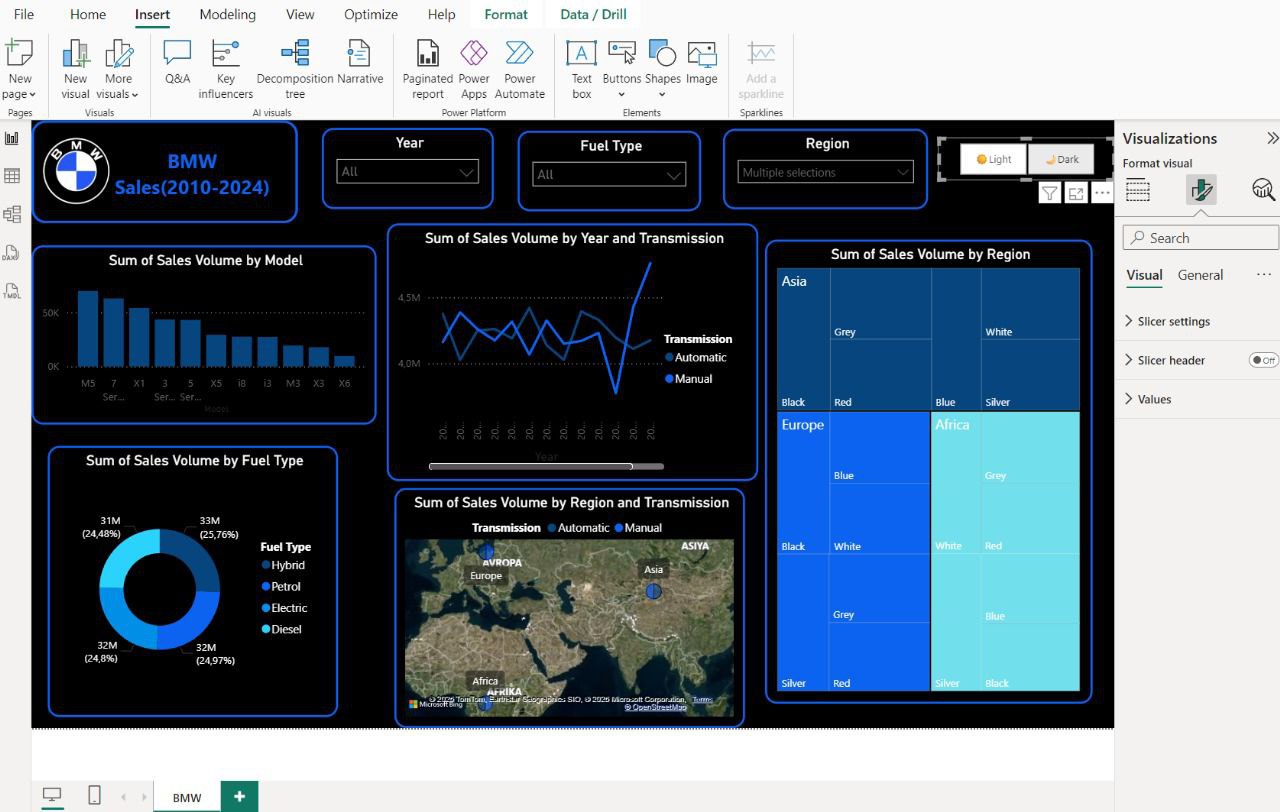 File Home Insert Modeling View Optimize Help Format Data / Drill
New page
New visual
More visuals
Q&A
Key influencers
Decomposition tree
Narrative
Paginated report
Power Apps
Power Automate
Text box
Buttons
Shapes
Image
Add a sparkline
Pages Visuals AI visuals Power Platform Elements Sparklines
DAX
TMDL
BMW
BMW
Sales(2010-2024)
Year
All
Fuel Type
All
Region
Multiple selections
Light
Dark
Sum of Sales Volume by Model
50K
0K
M5 7 Ser... X1 3 Ser... 5 Ser... X5 i8 i3 M3 X3 X6
Model
Sum of Sales Volume by Year and Transmission
4,5M
4,0M
20... 20... 20... 20... 20... 20... 20... 20... 20... 20... 20... 20... 20...
Year
Transmission
Automatic
Manual
Sum of Sales Volume by Region
Asia
Grey
White
Black
Red
Blue
Silver
Europe
Africa
Blue
Grey
Black
White
White
Red
Grey
Blue
Silver
Red
Silver
Black
Sum of Sales Volume by Fuel Type
31M
(24,48%)
33M
(25,76%)
32M
(24,8%)
32M
(24,97%)
Fuel Type
Hybrid
Petrol
Electric
Diesel
Sum of Sales Volume by Region and Transmission
Transmission Automatic Manual
ASIYA
AVROPA
Europe
Asia
Africa
AFRIKA
Microsoft Bing
© 2025 TomTom, Earthstar Geographics SIO, © 2025 Microsoft Corporation, Terms
© OpenStreetMap
Visualizations
Format visual
Search
Visual General
Slicer settings
Slicer header Off
Values
BMW